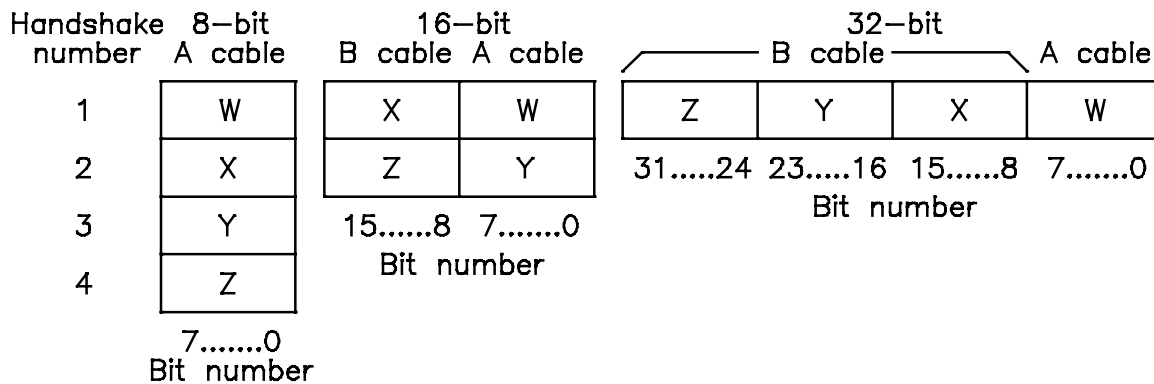 Handshake 8-bit 16-bit 32-bit
number A cable B cable A cable B cable A cable
1 W X W Z Y X W
2 X Z Y 31.....24 23.....16 15......8 7.......0
Bit number
3 Y 15......8 7.......0
Bit number
4 Z
7.......0
Bit number